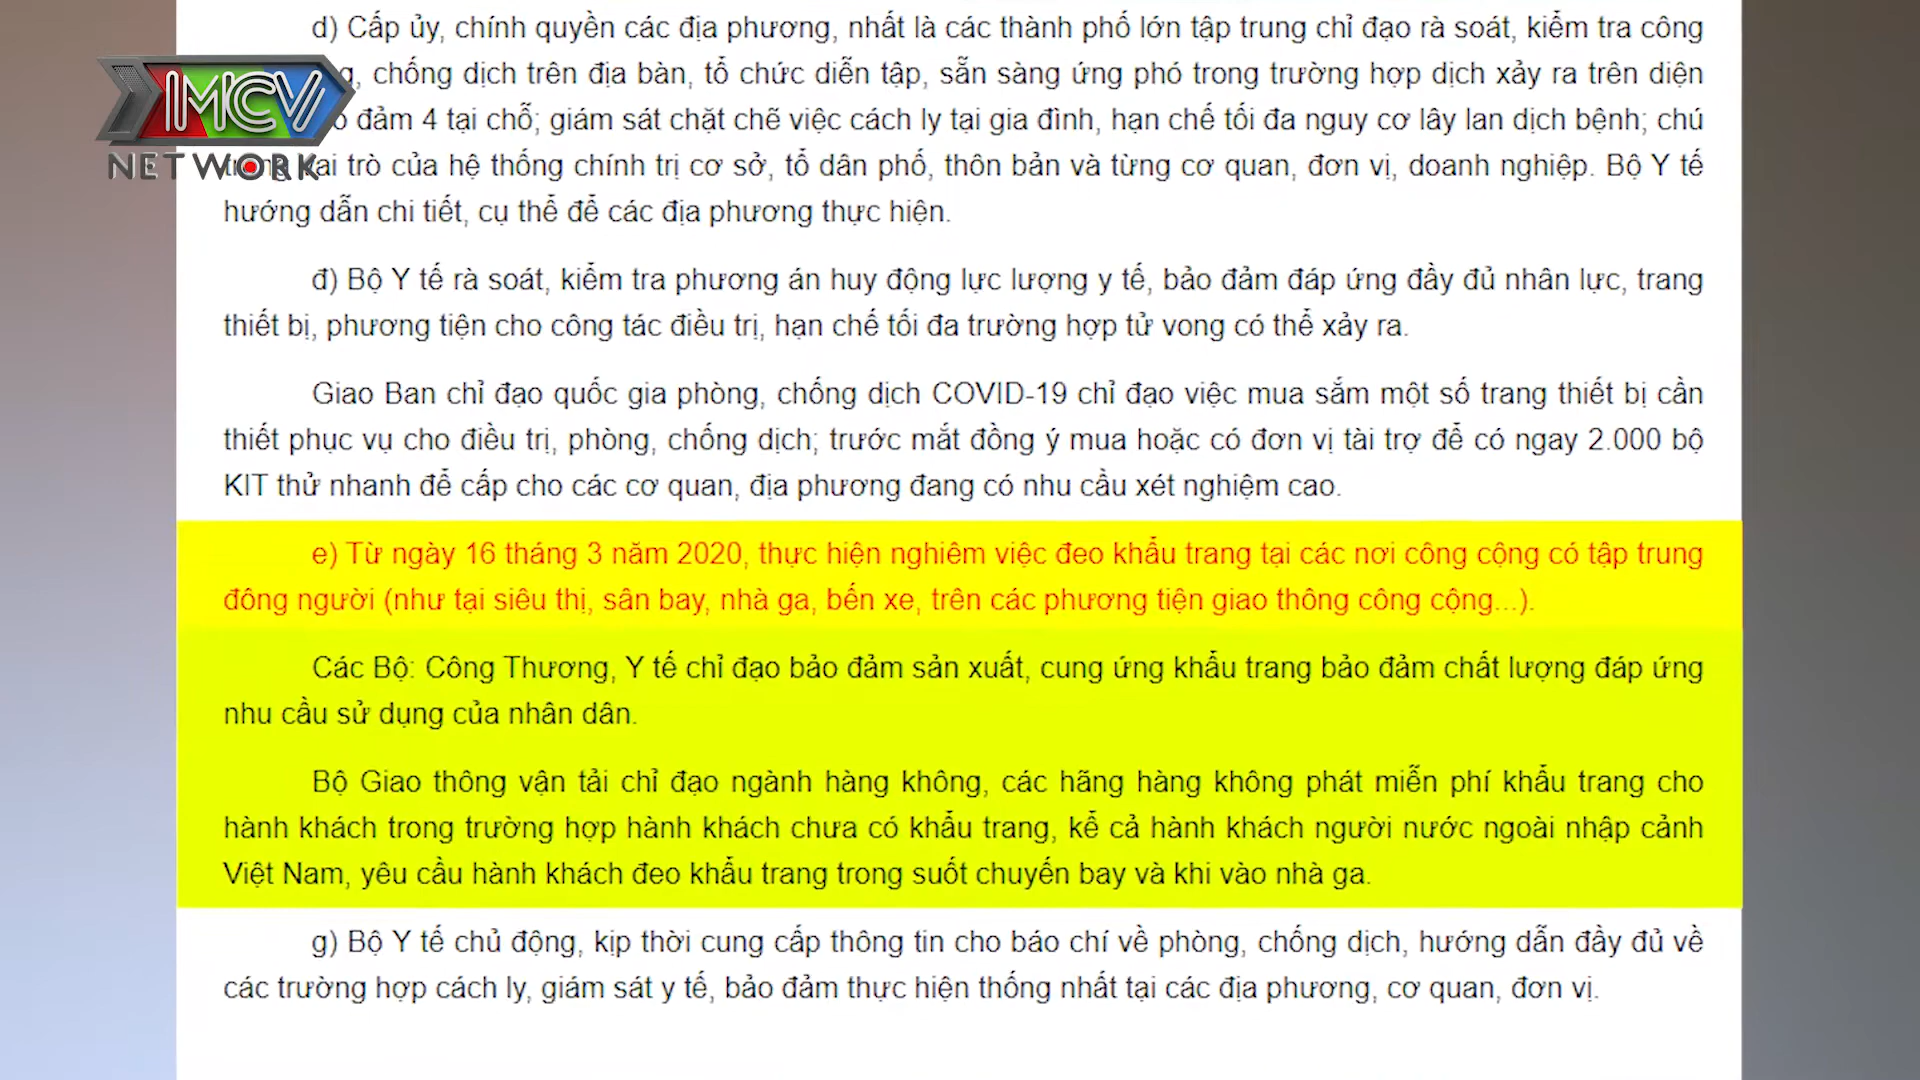 d) Cấp ủy, chính quyền các địa phương, nhất là các thành phố lớn tập trung chỉ đạo rà soát, kiểm tra công
chống dịch trên địa bàn, tổ chức diễn tập, sẵn sàng ứng phó trong trường hợp dịch xảy ra trên diện
đảm 4 tại chỗ; giám sát chặt chẽ việc cách ly tại gia đình, hạn chế tối đa nguy cơ lây lan dịch bệnh; chú
trò của hệ thống chính trị cơ sở, tổ dân phố, thôn bản và từng cơ quan, đơn vị, doanh nghiệp. Bộ Y tế
hướng dẫn chi tiết, cụ thể để các địa phương thực hiện.
MCV
NETWORK
đ) Bộ Y tế rà soát, kiểm tra phương án huy động lực lượng y tế, bảo đảm đáp ứng đầy đủ nhân lực, trang
thiết bị, phương tiện cho công tác điều trị, hạn chế tối đa trường hợp tử vong có thể xảy ra.
Giao Ban chỉ đạo quốc gia phòng, chống dịch COVID-19 chỉ đạo việc mua sắm một số trang thiết bị cần
thiết phục vụ cho điều trị, phòng, chống dịch; trước mắt đồng ý mua hoặc có đơn vị tài trợ để có ngay 2.000 bộ
KIT thử nhanh để cấp cho các cơ quan, địa phương đang có nhu cầu xét nghiệm cao.
e) Từ ngày 16 tháng 3 năm 2020, thực hiện nghiêm việc đeo khẩu trang tại các nơi công cộng có tập trung
đông người (như tại siêu thị, sân bay, nhà ga, bến xe, trên các phương tiện giao thông công cộng...).
Các Bộ: Công Thương, Y tế chỉ đạo bảo đảm sản xuất, cung ứng khẩu trang bảo đảm chất lượng đáp ứng
nhu cầu sử dụng của nhân dân.
Bộ Giao thông vận tải chỉ đạo ngành hàng không, các hãng hàng không phát miễn phí khẩu trang cho
hành khách trong trường hợp hành khách chưa có khẩu trang, kể cả hành khách người nước ngoài nhập cảnh
Việt Nam, yêu cầu hành khách đeo khẩu trang trong suốt chuyến bay và khi vào nhà ga.
g) Bộ Y tế chủ động, kịp thời cung cấp thông tin cho báo chí về phòng, chống dịch, hướng dẫn đầy đủ về
các trường hợp cách ly, giám sát y tế, bảo đảm thực hiện thống nhất tại các địa phương, cơ quan, đơn vị.